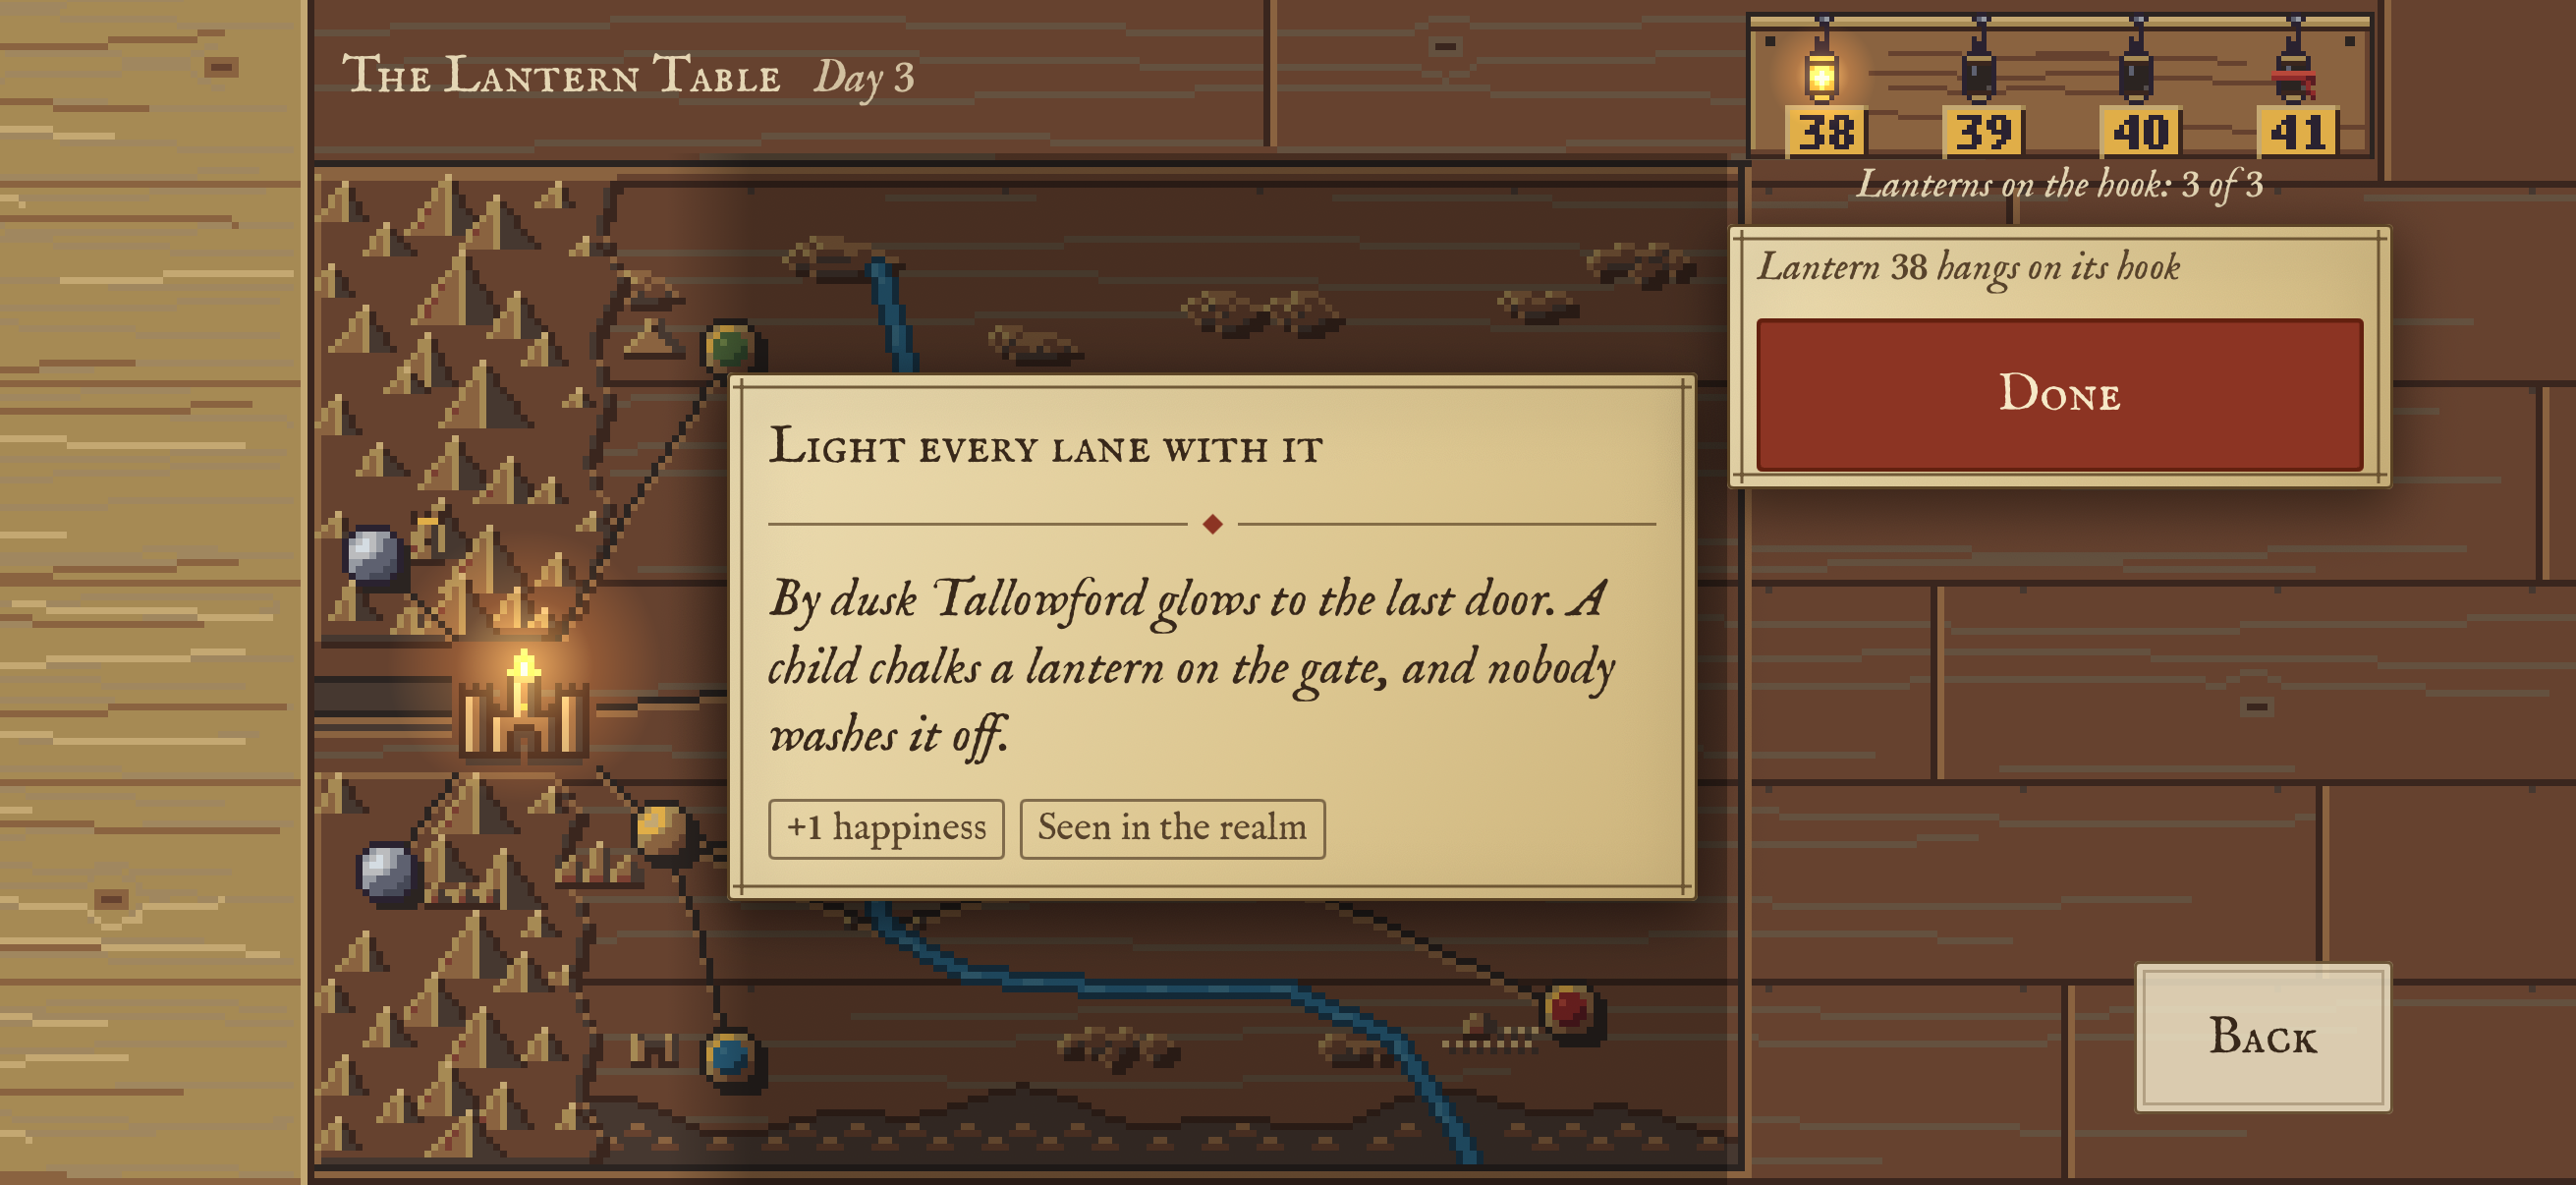 The Lantern Table Day 3
38 39 40 41
Lanterns on the hook: 3 of 3
Lantern 38 hangs on its hook
Done
Light every lane with it
By dusk Tallowford glows to the last door. A
child chalks a lantern on the gate, and nobody
washes it off.
+1 happiness Seen in the realm
Back